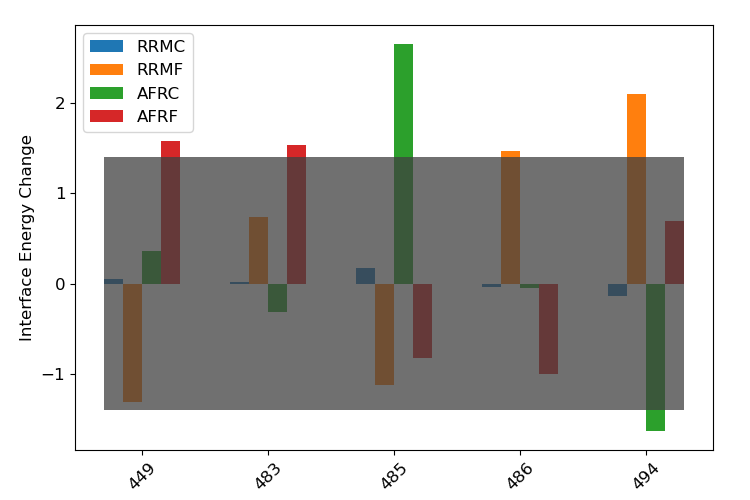 RRMC
RRMF
AFRC
AFRF
Interface Energy Change
2
1
0
−1
449
483
485
486
494